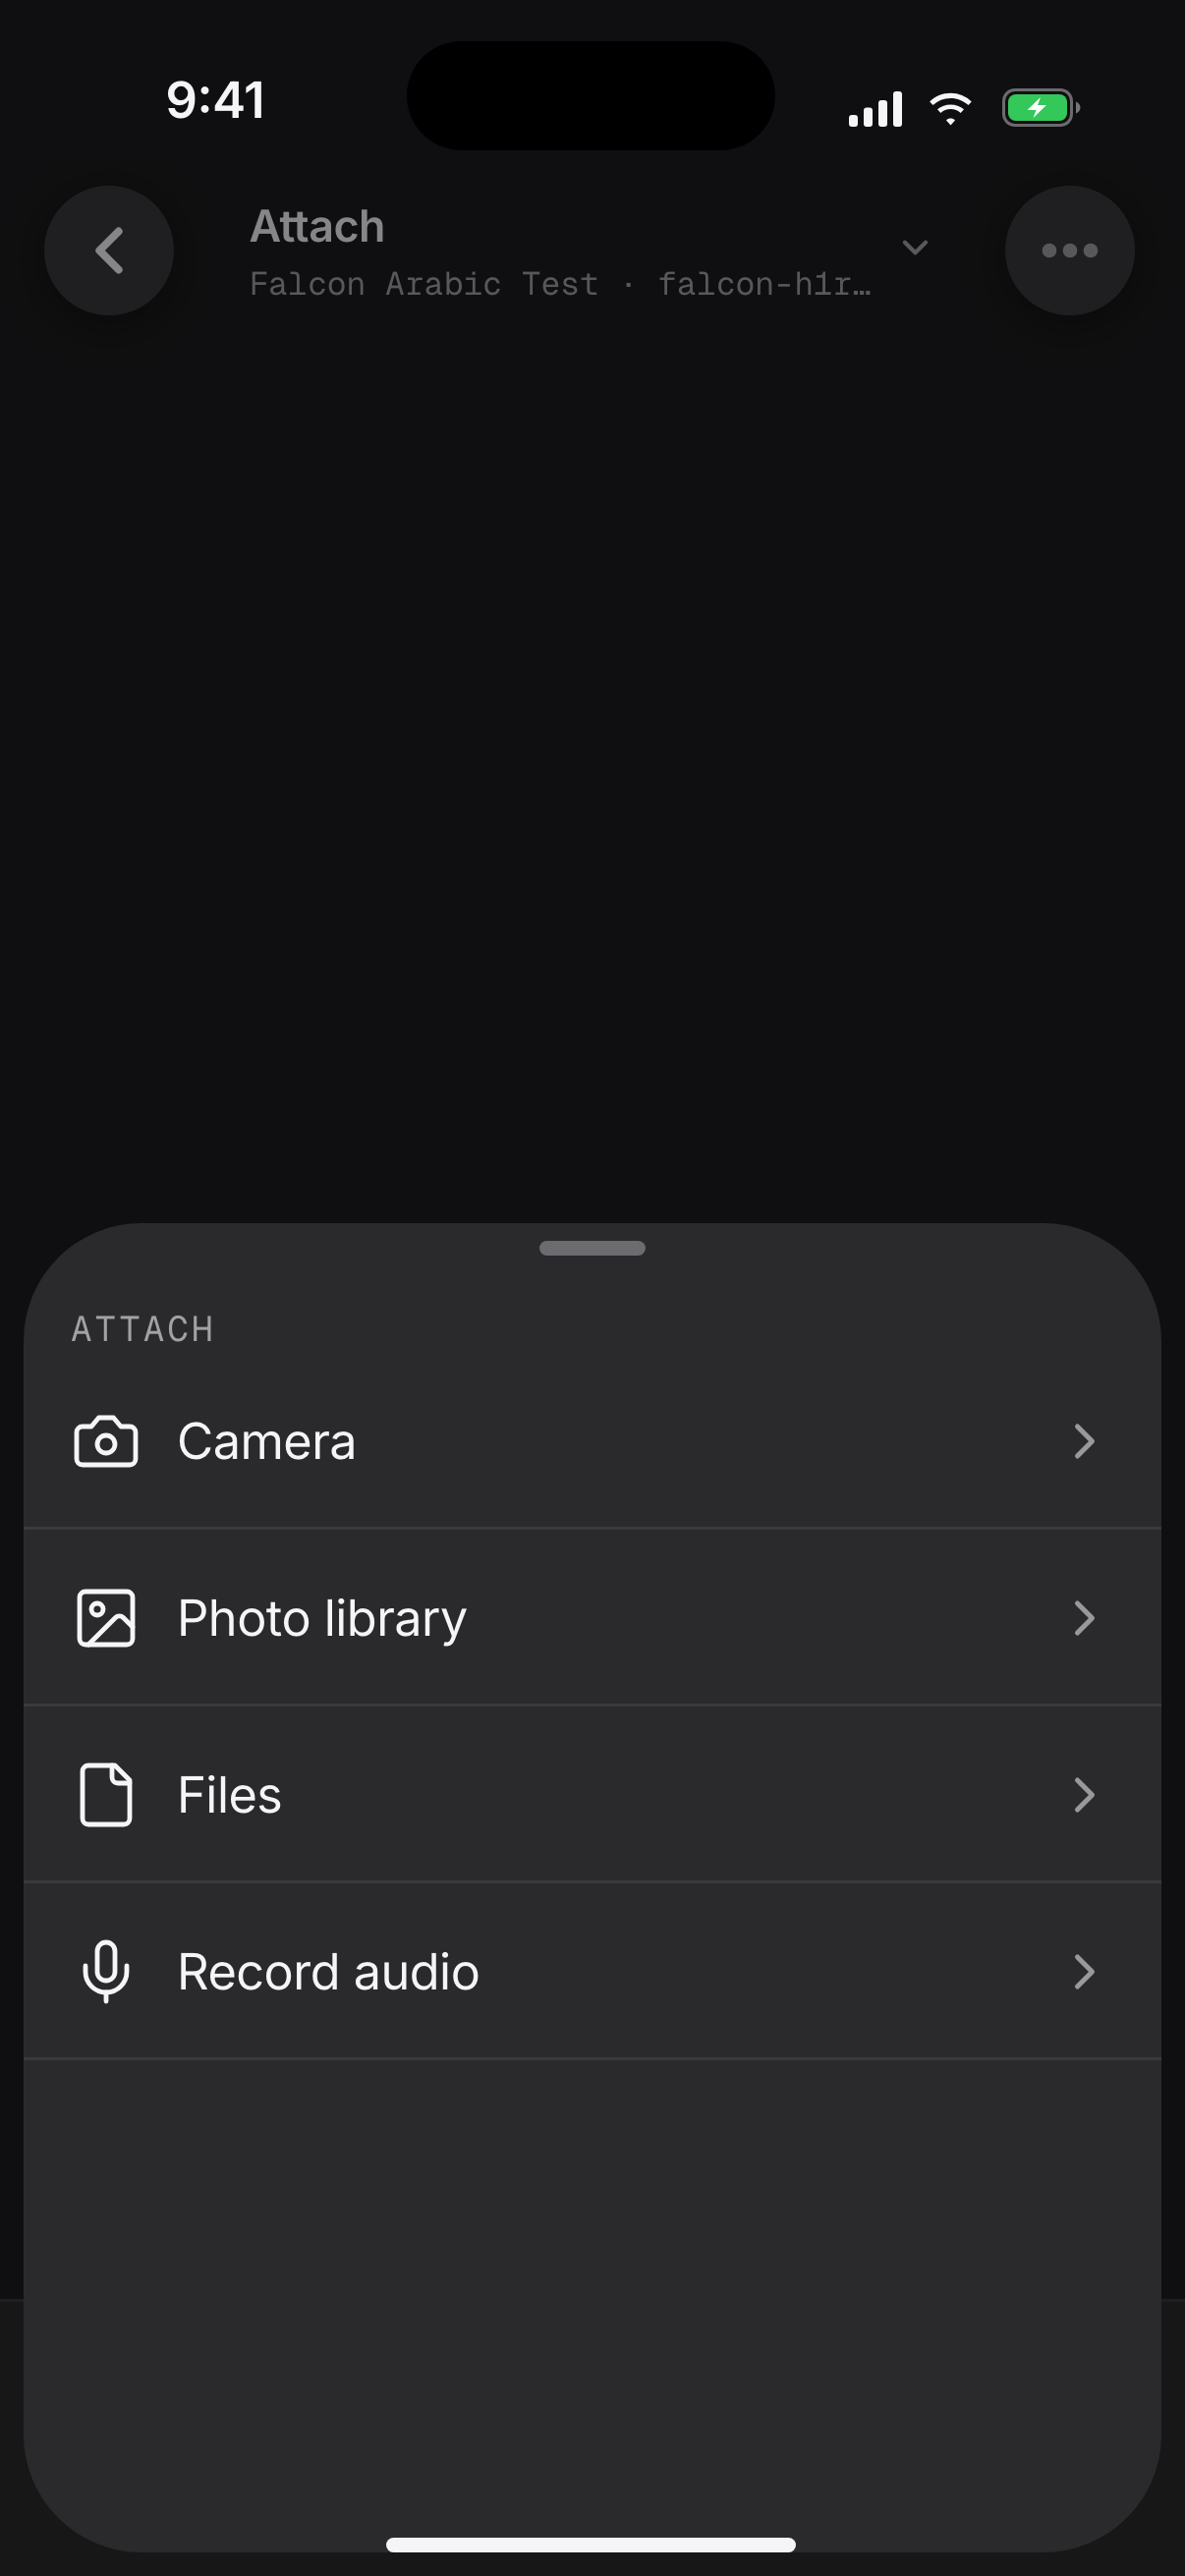 9:41
Attach
Falcon Arabic Test · falcon-h1r…
ATTACH
Camera
Photo library
Files
Record audio